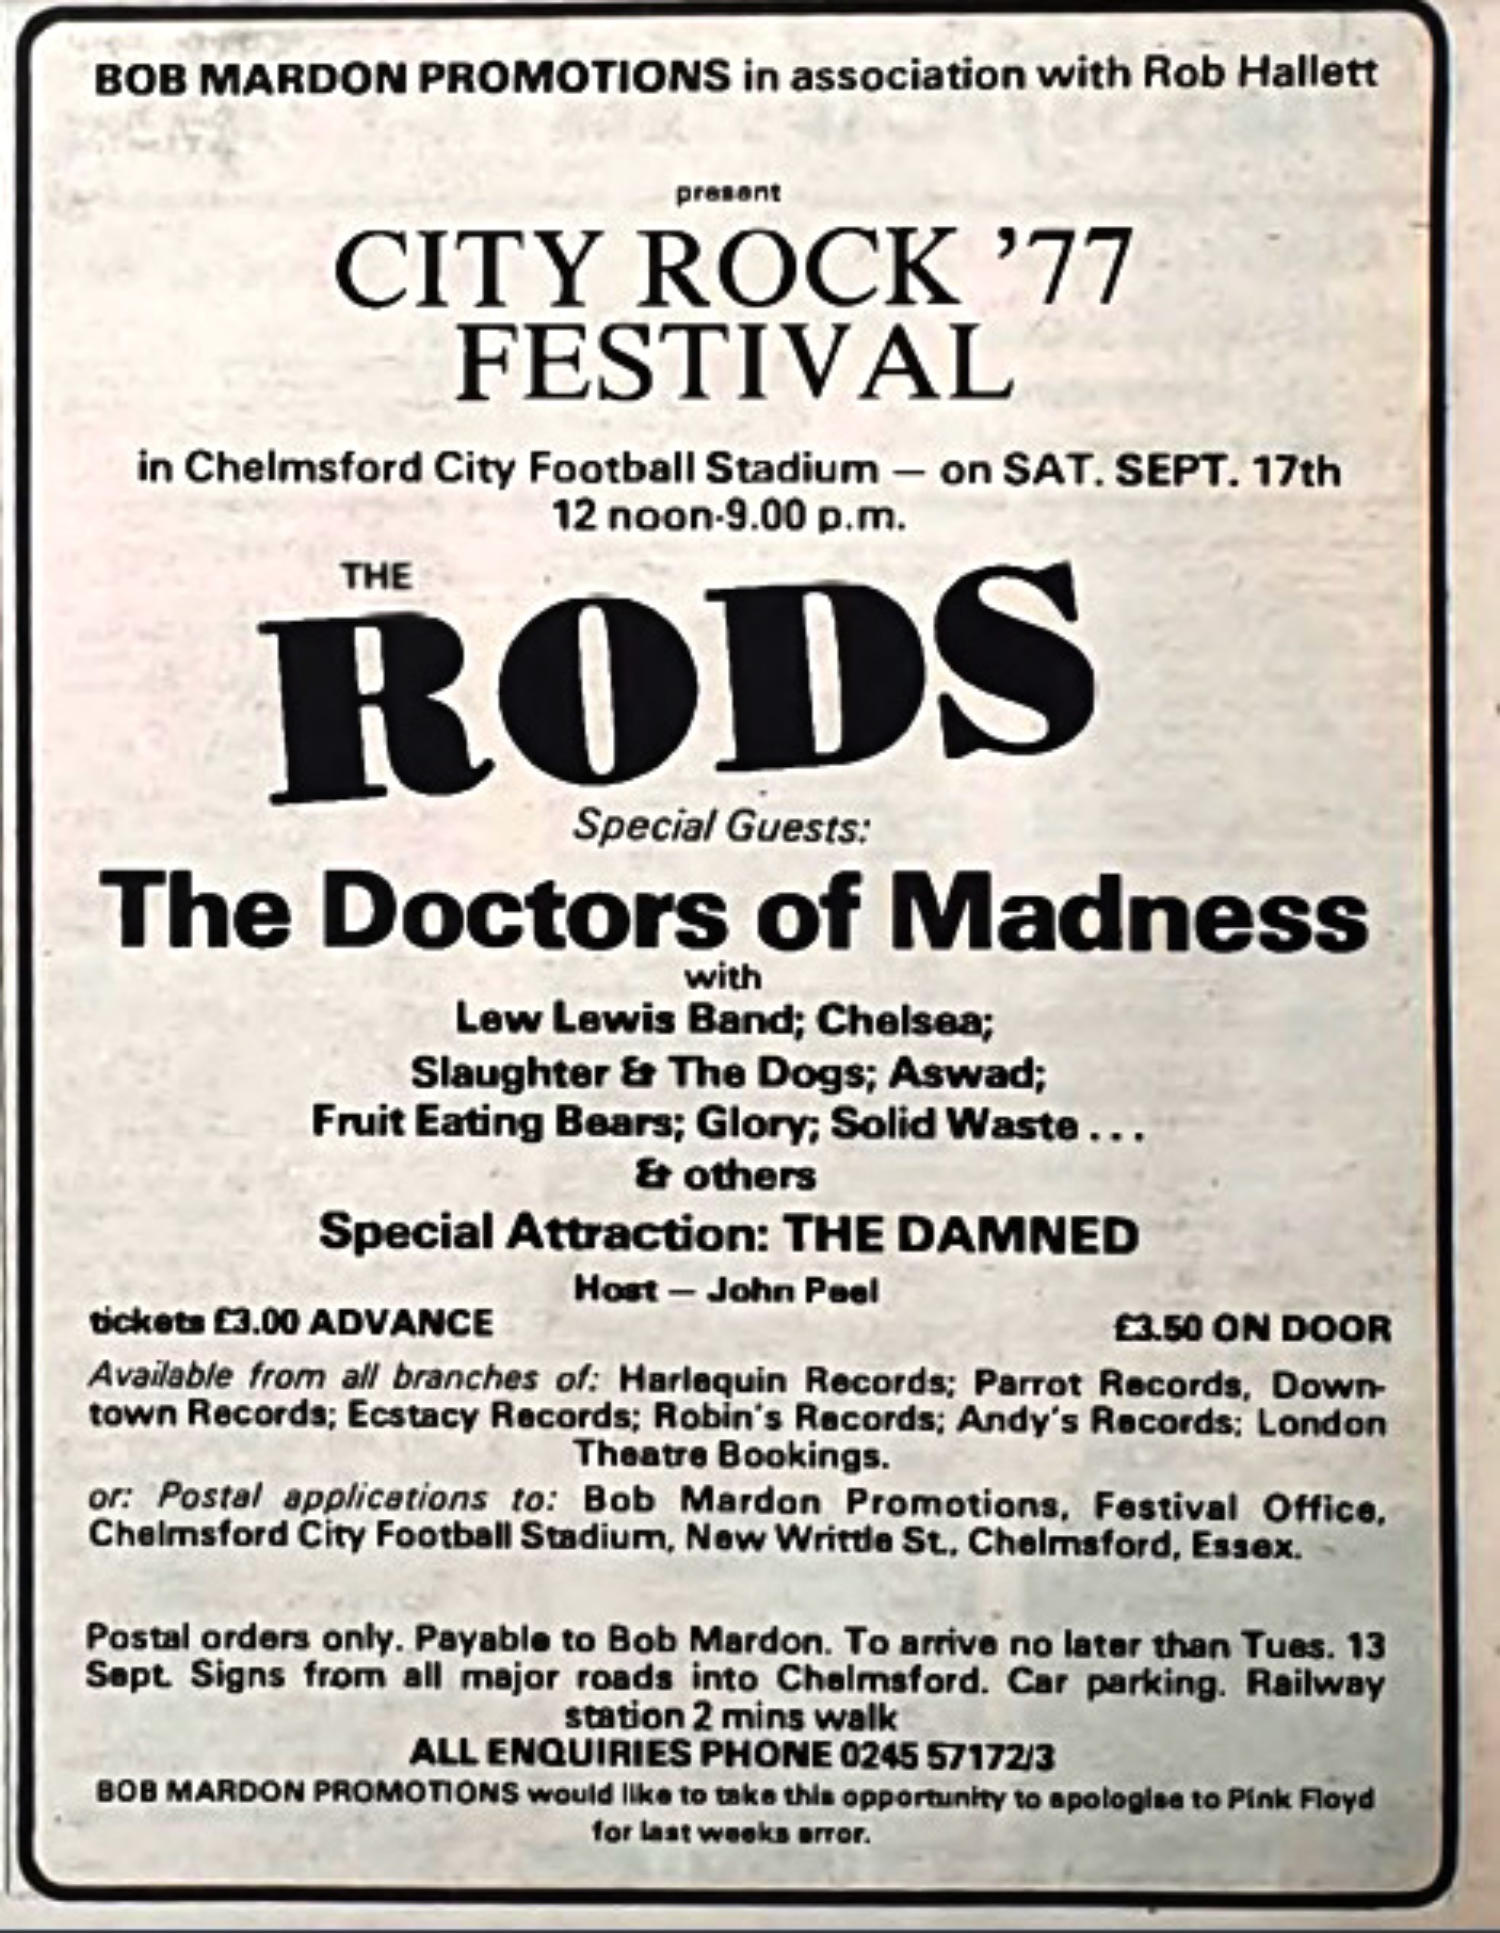 BOB MARDON PROMOTIONS in association with Rob Hallett
present
CITY ROCK '77
FESTIVAL
in Chelmsford City Football Stadium — on SAT. SEPT. 17th
12 noon-9.00 p.m.
THE
RODS
Special Guests:
The Doctors of Madness
with
Lew Lewis Band; Chelsea;
Slaughter & The Dogs; Aswad;
Fruit Eating Bears; Glory; Solid Waste . . .
& others
Special Attraction: THE DAMNED
Host — John Peel
tickets £3.00 ADVANCE £3.50 ON DOOR
Available from all branches of: Harlequin Records; Parrot Records, Down-
town Records; Ecstacy Records; Robin's Records; Andy's Records; London
Theatre Bookings.
or: Postal applications to: Bob Mardon Promotions, Festival Office,
Chelmsford City Football Stadium, New Writtle St., Chelmsford, Essex.
Postal orders only. Payable to Bob Mardon. To arrive no later than Tues. 13
Sept. Signs from all major roads into Chelmsford. Car parking. Railway
station 2 mins walk
ALL ENQUIRIES PHONE 0245 57172/3
BOB MARDON PROMOTIONS would like to take this opportunity to apologise to Pink Floyd
for last weeks error.